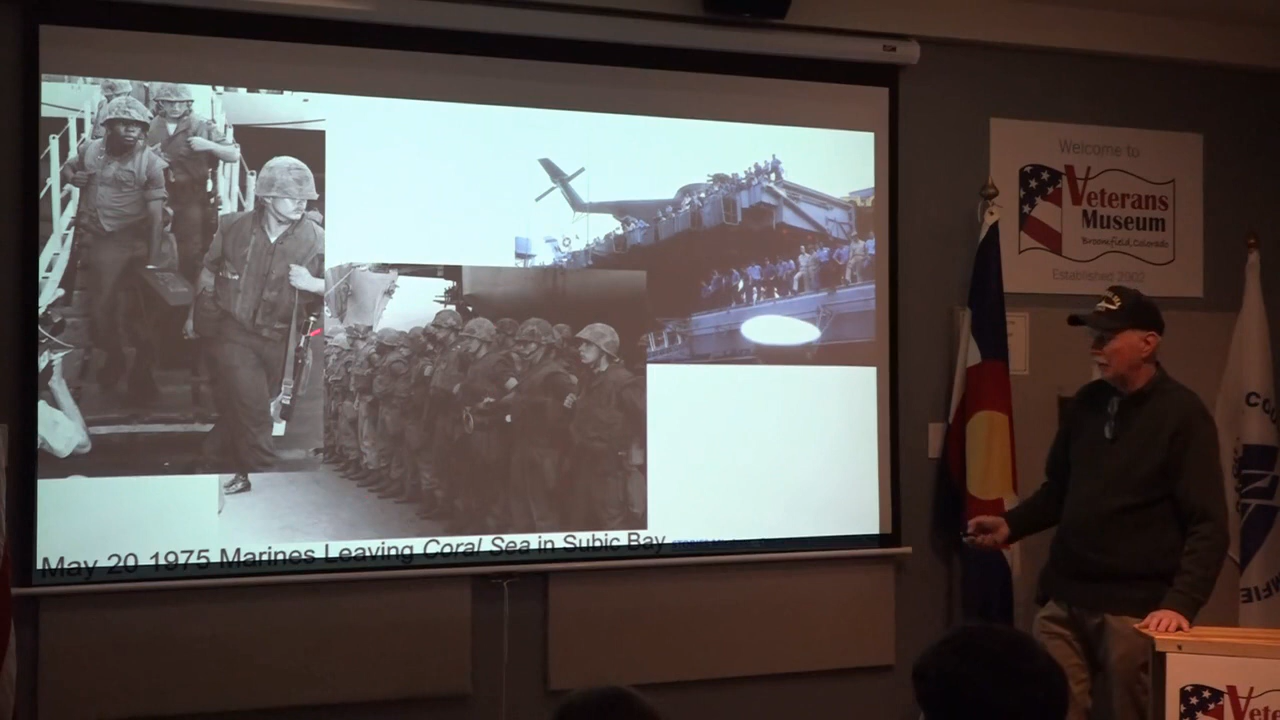 Welcome to
Veterans
Museum
Broomfield, Colorado
Established 2002
May 20 1975 Marines Leaving Coral Sea in Subic Bay